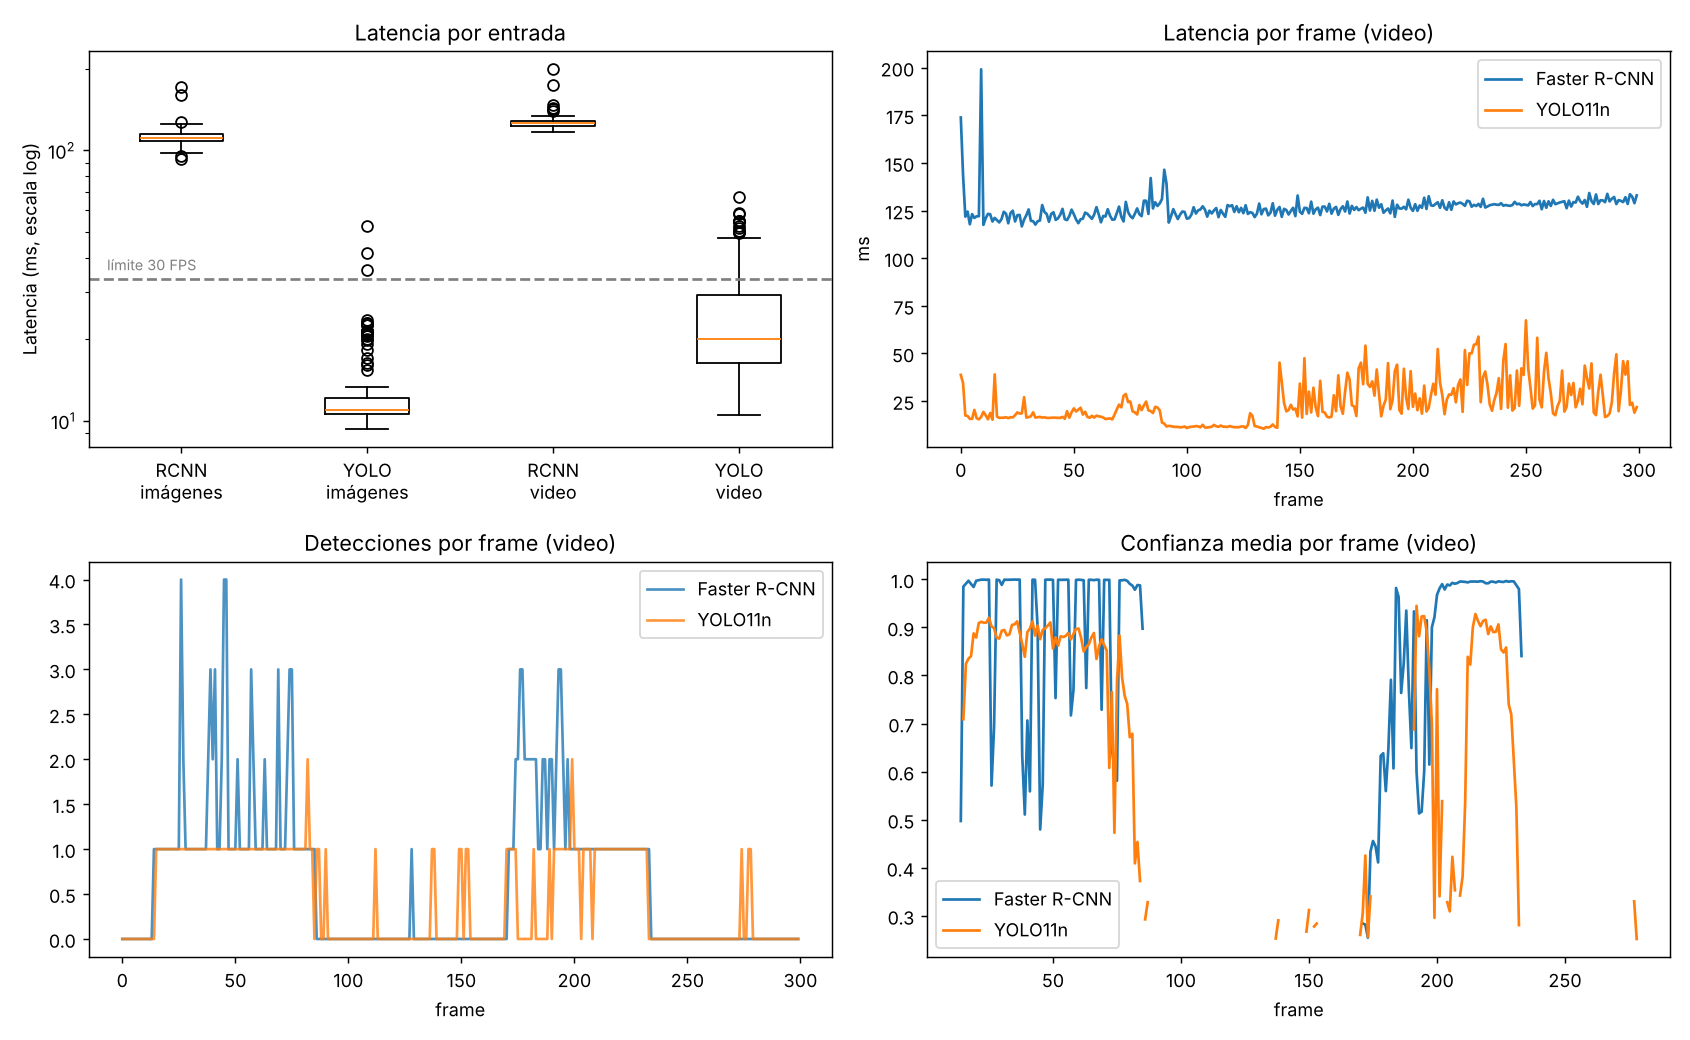 Latencia por entrada
Latencia (ms, escala log)
10²
10¹
límite 30 FPS
RCNN
imágenes
YOLO
imágenes
RCNN
video
YOLO
video
Latencia por frame (video)
ms
200
175
150
125
100
75
50
25
Faster R-CNN
YOLO11n
0 50 100 150 200 250 300
frame
Detecciones por frame (video)
4.0
3.5
3.0
2.5
2.0
1.5
1.0
0.5
0.0
Faster R-CNN
YOLO11n
0 50 100 150 200 250 300
frame
Confianza media por frame (video)
1.0
0.9
0.8
0.7
0.6
0.5
0.4
0.3
Faster R-CNN
YOLO11n
50 100 150 200 250
frame